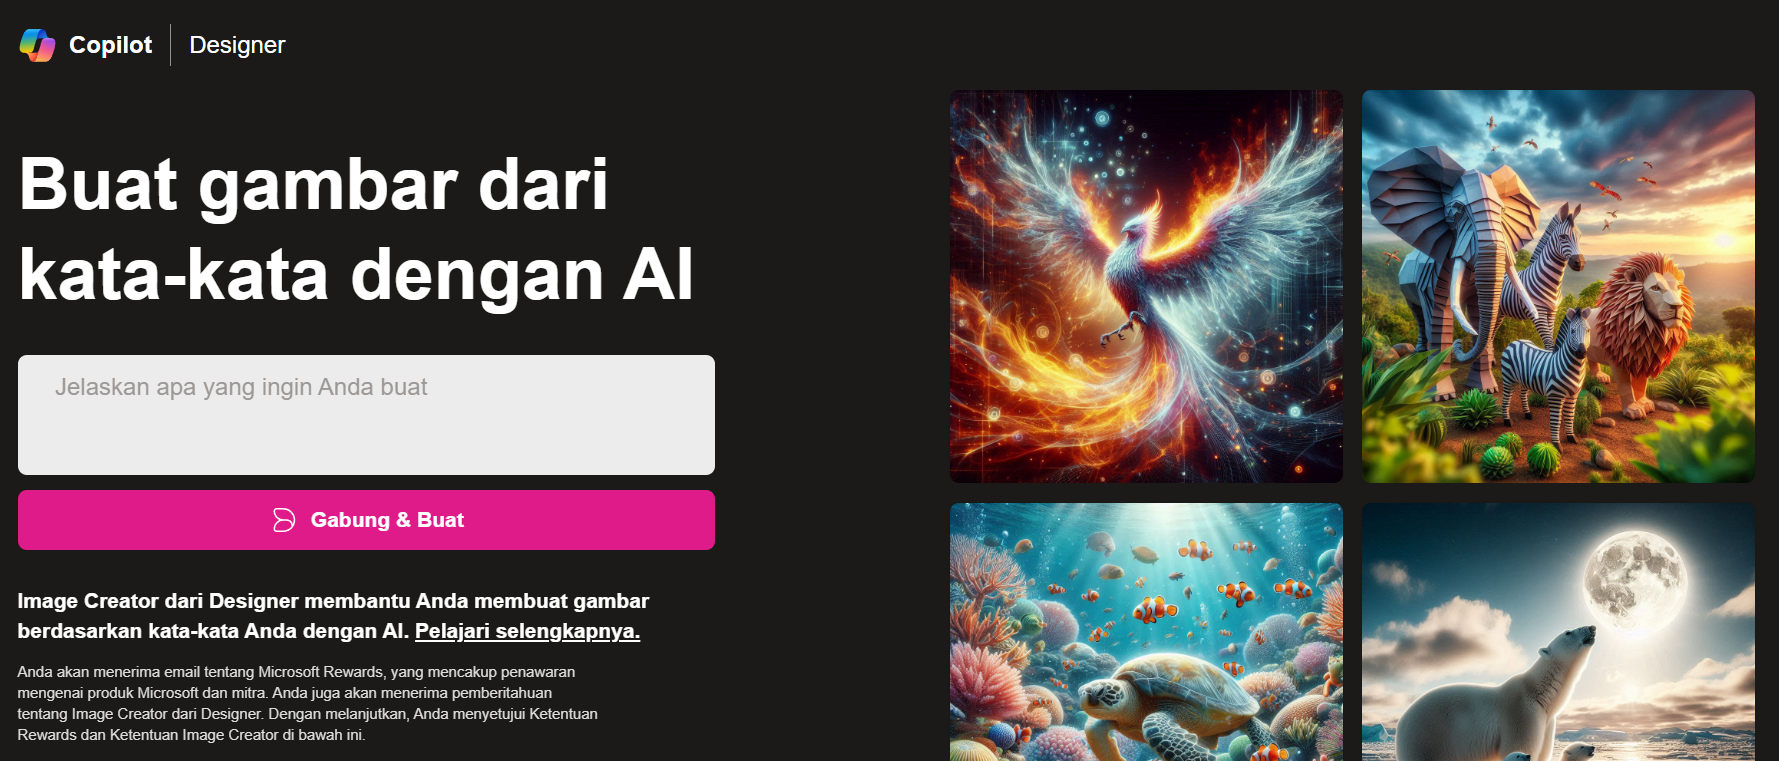 Copilot | Designer
Buat gambar dari
kata-kata dengan AI
Jelaskan apa yang ingin Anda buat
Gabung & Buat
Image Creator dari Designer membantu Anda membuat gambar
berdasarkan kata-kata Anda dengan AI. Pelajari selengkapnya.
Anda akan menerima email tentang Microsoft Rewards, yang mencakup penawaran
mengenai produk Microsoft dan mitra. Anda juga akan menerima pemberitahuan
tentang Image Creator dari Designer. Dengan melanjutkan, Anda menyetujui Ketentuan
Rewards dan Ketentuan Image Creator di bawah ini.